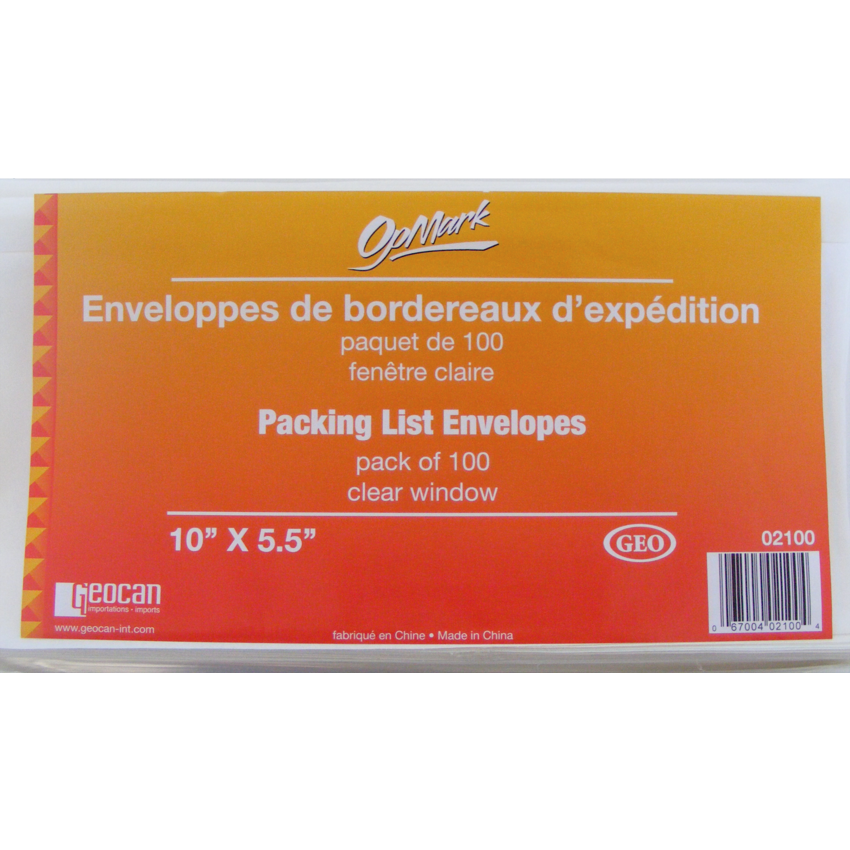 OpMark
Enveloppes de bordereaux d'expédition
paquet de 100
fenêtre claire
Packing List Envelopes
pack of 100
clear window
10” X 5.5”
GEO
02100
Geocan
importations - imports
www.geocan-int.com
fabriqué en Chine • Made in China
0 67004 02100 4